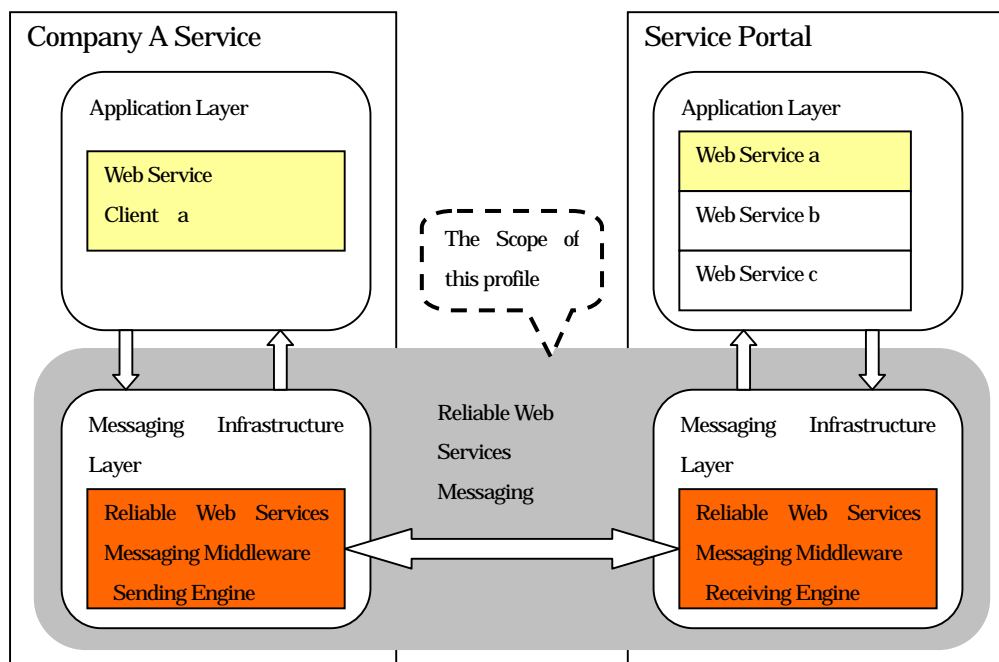 Company A Service
Application Layer
Web Service
Client a
Messaging Infrastructure
Layer
Reliable Web Services
Messaging Middleware
Sending Engine
The Scope of
this profile
Reliable Web
Services
Messaging
Service Portal
Application Layer
Web Service a
Web Service b
Web Service c
Messaging Infrastructure
Layer
Reliable Web Services
Messaging Middleware
Receiving Engine